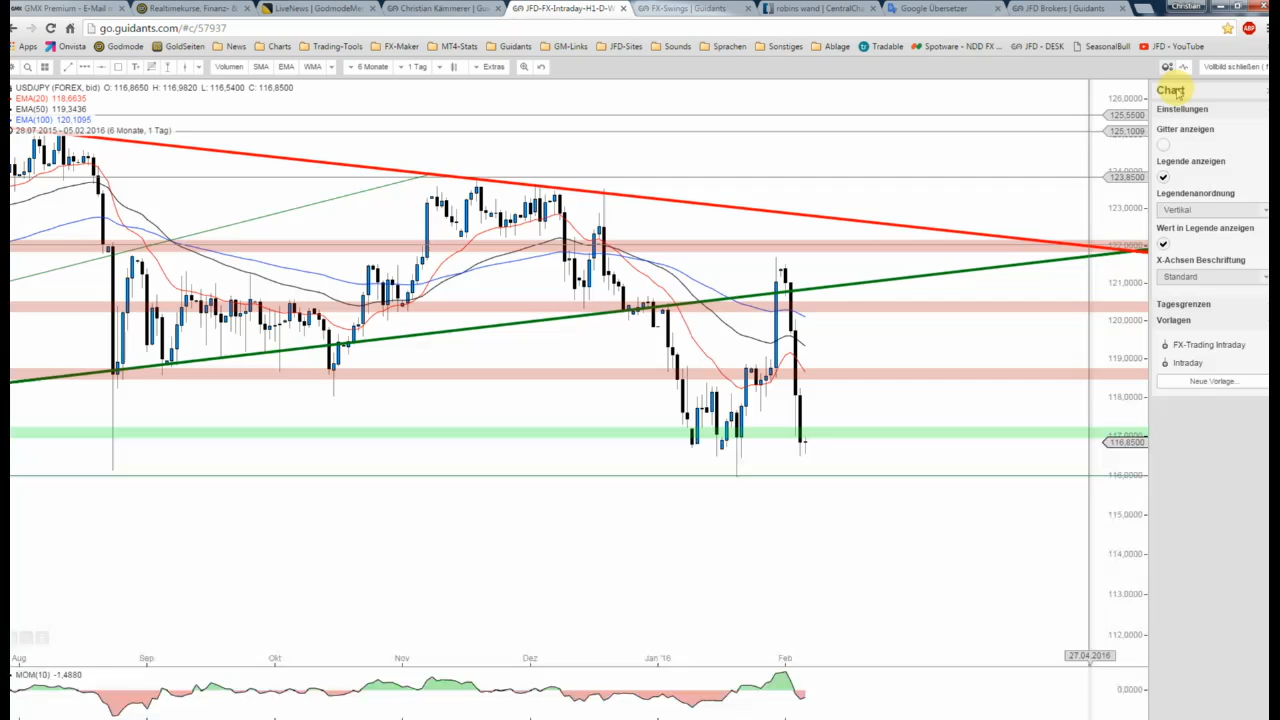 GMX Premium - E-Mail m
Realtimekurse, Finanz- &
LiveNews | GodmodeMe
Christian Kämmerer | Gu
JFD-FX-Intraday-H1-D-W
FX-Swings | Guidants
robins wand | CentralCha
Google Übersetzer
JFD Brokers | Guidants
Christian
go.guidants.com/#c/57937
Apps
Onvista
Godmode
GoldSeiten
News
Charts
Trading-Tools
FX-Maker
MT4-Stats
Guidants
GM-Links
JFD-Sites
Sounds
Sprachen
Sonstiges
Ablage
Tradable
Spotware - NDD FX ...
JFD - DESK
SeasonalBull
JFD - YouTube
Volumen
SMA
EMA
WMA
6 Monate
1 Tag
Extras
Vollbild schließen (
USD/JPY (FOREX, bid) O: 116,8650 H: 116,9820 L: 116,5400 C: 116,8500
EMA(20) 118,6635
EMA(50) 119,3436
EMA(100) 120,1095
28.07.2015 - 05.02.2016 (6 Monate, 1 Tag)
126,0000
125,5500
125,1009
124,0000
123,8500
123,0000
122,0000
121,0000
120,0000
119,0000
118,0000
117,0000
116,8500
116,0000
115,0000
114,0000
113,0000
112,0000
Chart
Einstellungen
Gitter anzeigen
Legende anzeigen
Legendenanordnung
Vertikal
Wert in Legende anzeigen
X-Achsen Beschriftung
Standard
Tagesgrenzen
Vorlagen
FX-Trading Intraday
Intraday
Neue Vorlage...
Aug
Sep
Okt
Nov
Dez
Jan '16
Feb
27.04.2016
MOM(10) -1,4880
0,0000